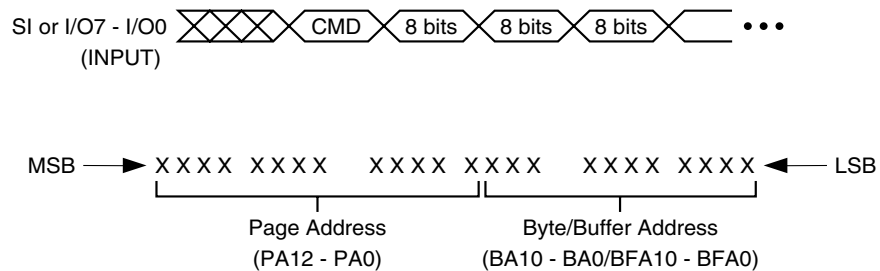 SI or I/O7 - I/O0 CMD 8 bits 8 bits 8 bits •••
(INPUT)
MSB XXXX XXXX XXXX XXXX XXXX XXXX LSB
Page Address Byte/Buffer Address
(PA12 - PA0) (BA10 - BA0/BFA10 - BFA0)